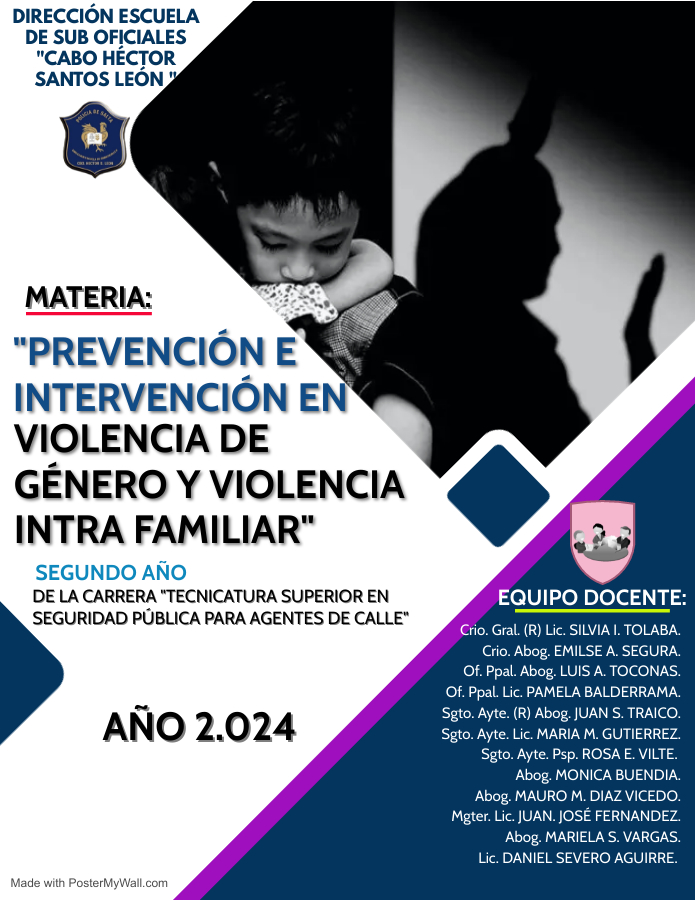 DIRECCIÓN ESCUELA
DE SUB OFICIALES
"CABO HÉCTOR
SANTOS LEÓN "
POLICIA DE SALTA
MATERIA:
"PREVENCIÓN E
INTERVENCIÓN EN
VIOLENCIA DE
GÉNERO Y VIOLENCIA
INTRA FAMILIAR"
SEGUNDO AÑO
DE LA CARRERA "TECNICATURA SUPERIOR EN
SEGURIDAD PÚBLICA PARA AGENTES DE CALLE"
AÑO 2.024
EQUIPO DOCENTE:
Crio. Gral. (R) Lic. SILVIA I. TOLABA.
Crio. Abog. EMILSE A. SEGURA.
Of. Ppal. Abog. LUIS A. TOCONAS.
Of. Ppal. Lic. PAMELA BALDERRAMA.
Sgto. Ayte. (R) Abog. JUAN S. TRAICO.
Sgto. Ayte. Lic. MARIA M. GUTIERREZ.
Sgto. Ayte. Psp. ROSA E. VILTE.
Abog. MONICA BUENDIA.
Abog. MAURO M. DIAZ VICEDO.
Mgter. Lic. JUAN. JOSÉ FERNANDEZ.
Abog. MARIELA S. VARGAS.
Lic. DANIEL SEVERO AGUIRRE.
Made with PosterMyWall.com